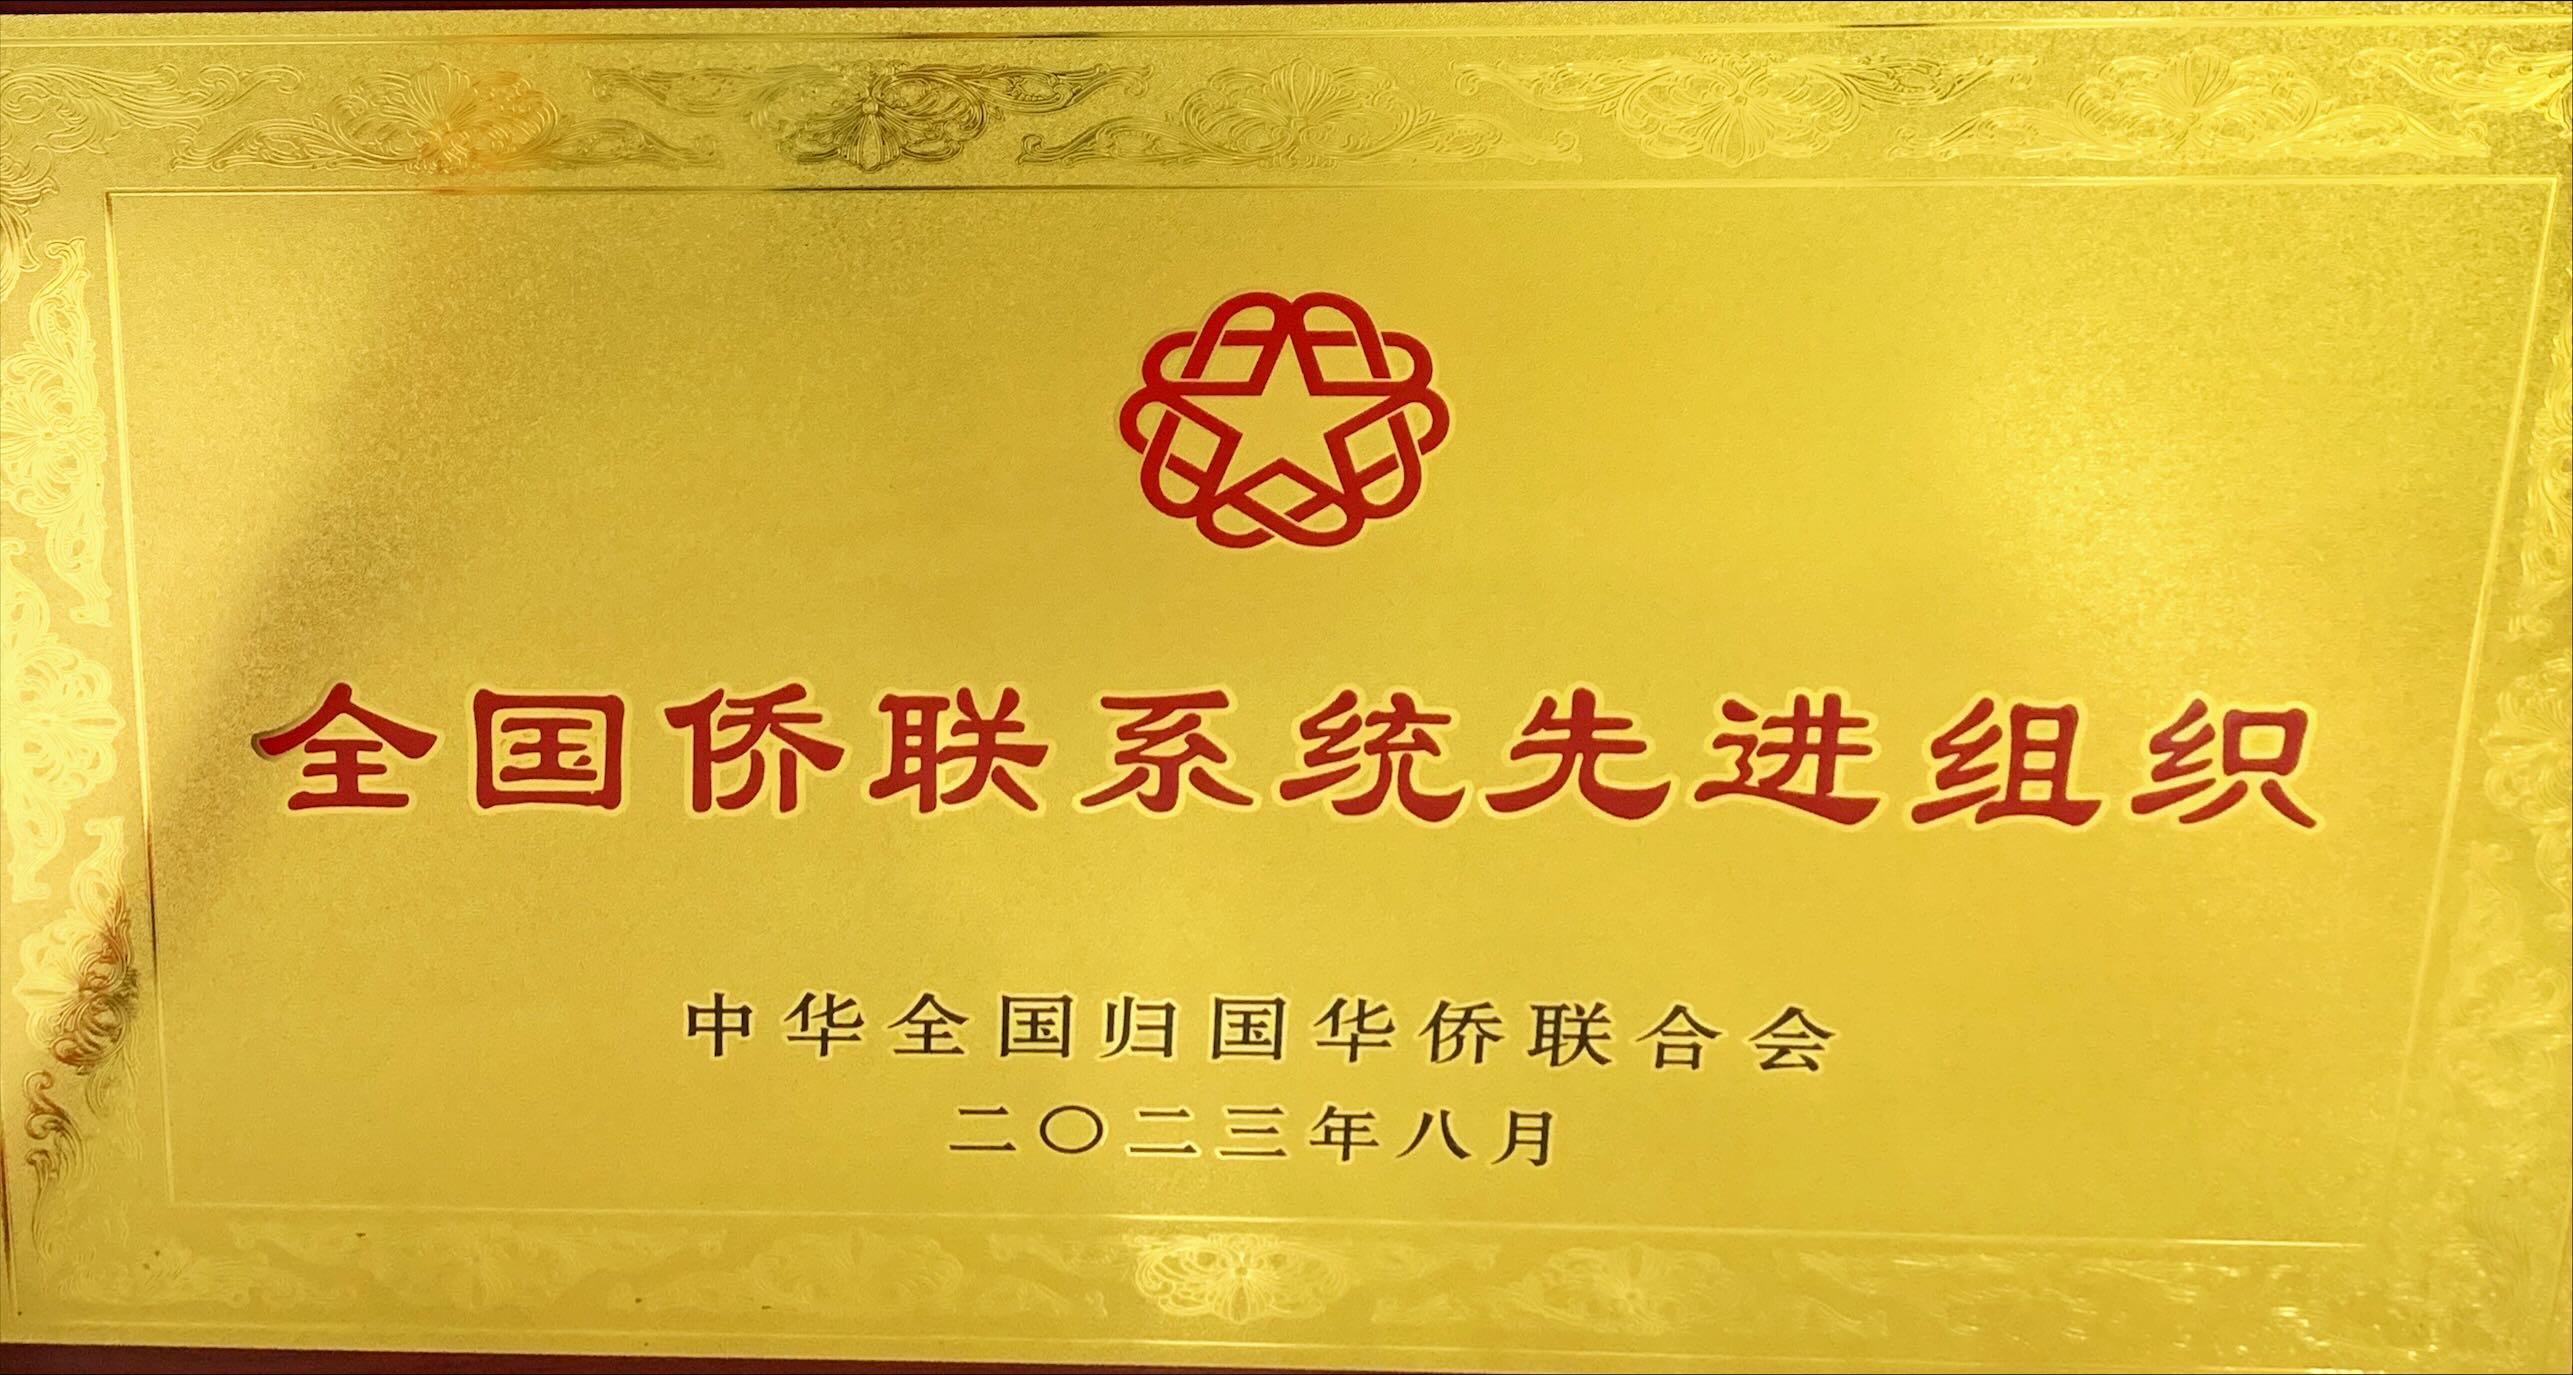 全国侨联系统先进组织
中华全国归国华侨联合会
二〇二三年八月